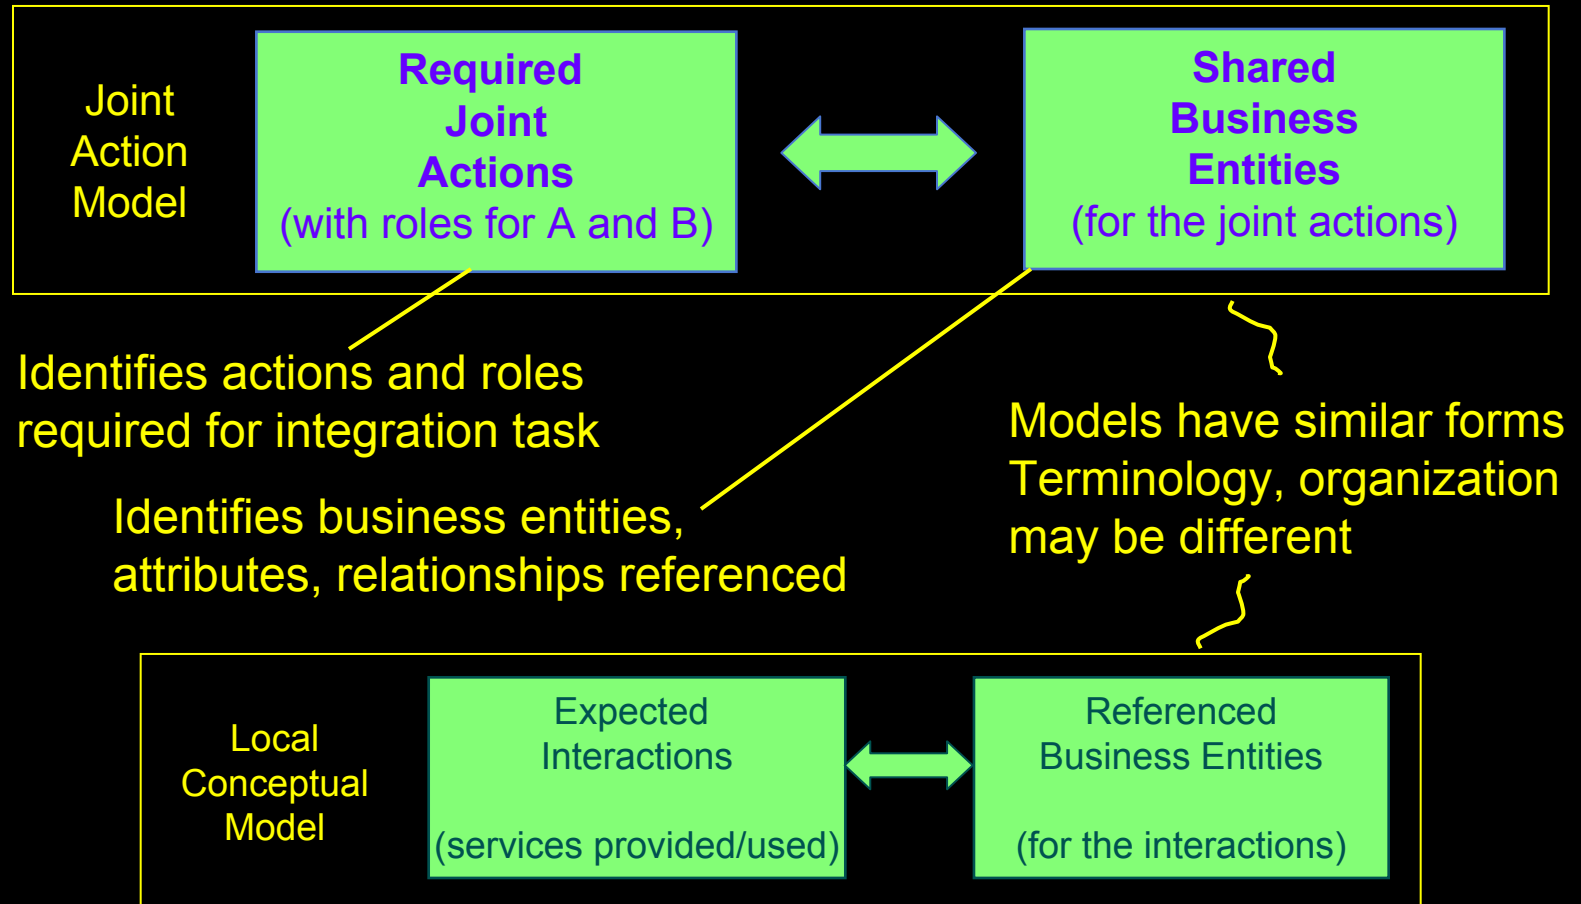 Joint
Action
Model
Required
Joint
Actions
(with roles for A and B)
Shared
Business
Entities
(for the joint actions)
Identifies actions and roles
required for integration task
Identifies business entities,
attributes, relationships referenced
Models have similar forms
Terminology, organization
may be different
Local
Conceptual
Model
Expected
Interactions
(services provided/used)
Referenced
Business Entities
(for the interactions)